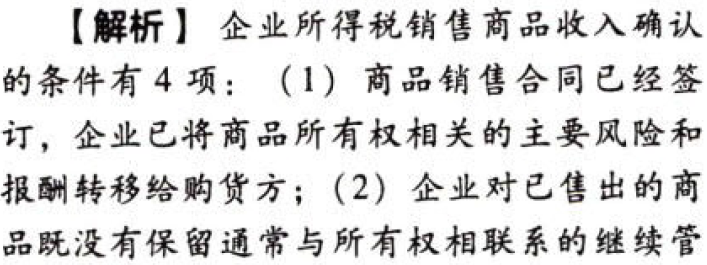 【解析】 企业所得税销售商品收入确认
的条件有 4 项：（1）商品销售合同已经签
订，企业已将商品所有权相关的主要风险和
报酬转移给购货方；（2）企业对已售出的商
品既没有保留通常与所有权相联系的继续管